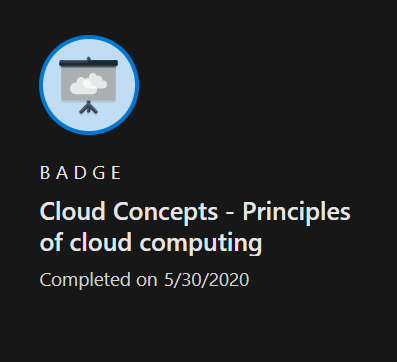 BADGE
Cloud Concepts - Principles
of cloud computing
Completed on 5/30/2020